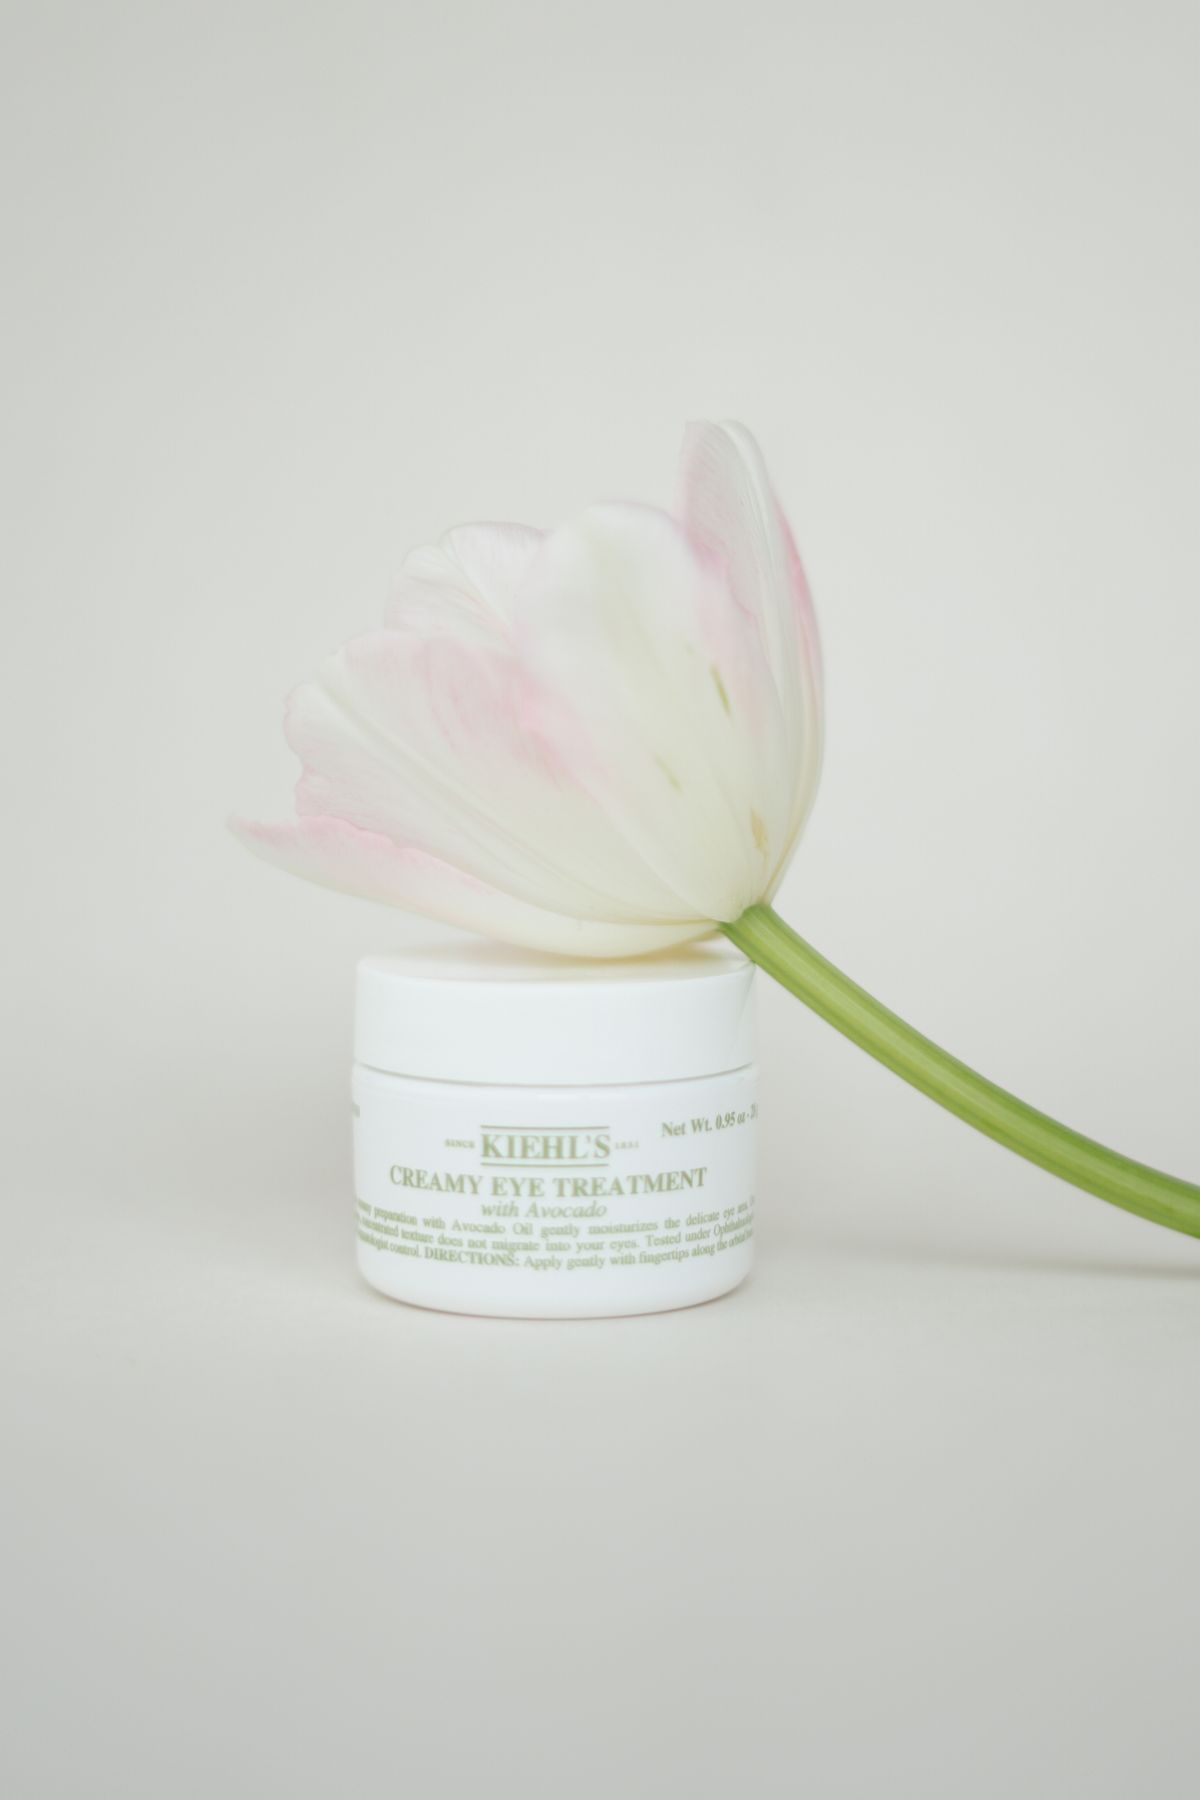 SINCE KIEHL'S 1851
Net Wt. 0.95 oz -
CREAMY EYE TREATMENT
with Avocado
preparation with Avocado Oil gently moisturizes the delicate eye area.
concentrated texture does not migrate into your eyes. Tested under
control. DIRECTIONS: Apply gently with fingertips along the orbital